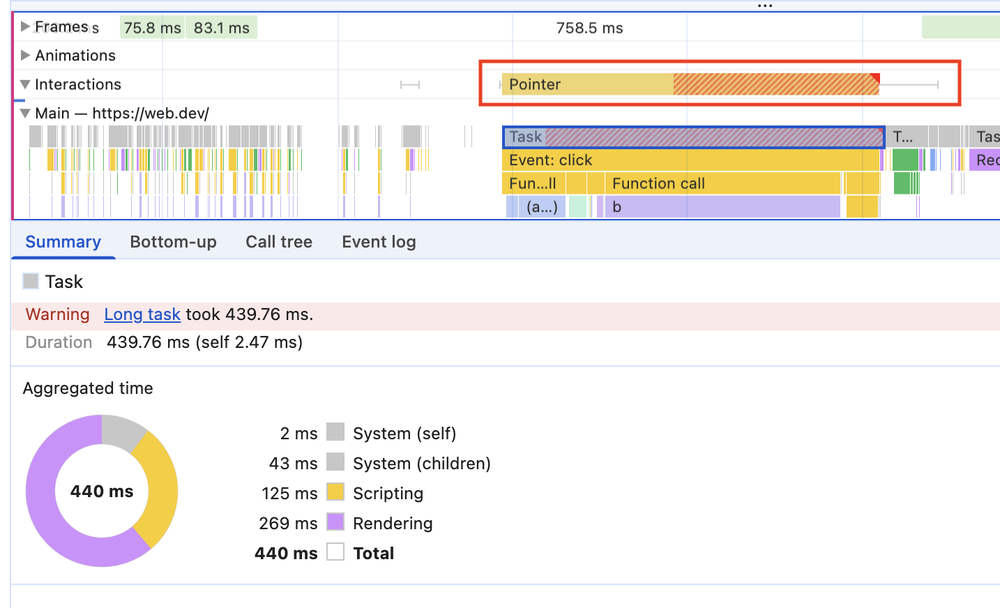 ...
Frames
75.8 ms 83.1 ms 758.5 ms
Animations
Interactions Pointer
Main — https://web.dev/
Task T... Tas
Event: click Rec
Fun...ll Function call
(a...) b
Summary Bottom-up Call tree Event log
Task
Warning Long task took 439.76 ms.
Duration 439.76 ms (self 2.47 ms)
Aggregated time
440 ms
2 ms System (self)
43 ms System (children)
125 ms Scripting
269 ms Rendering
440 ms Total